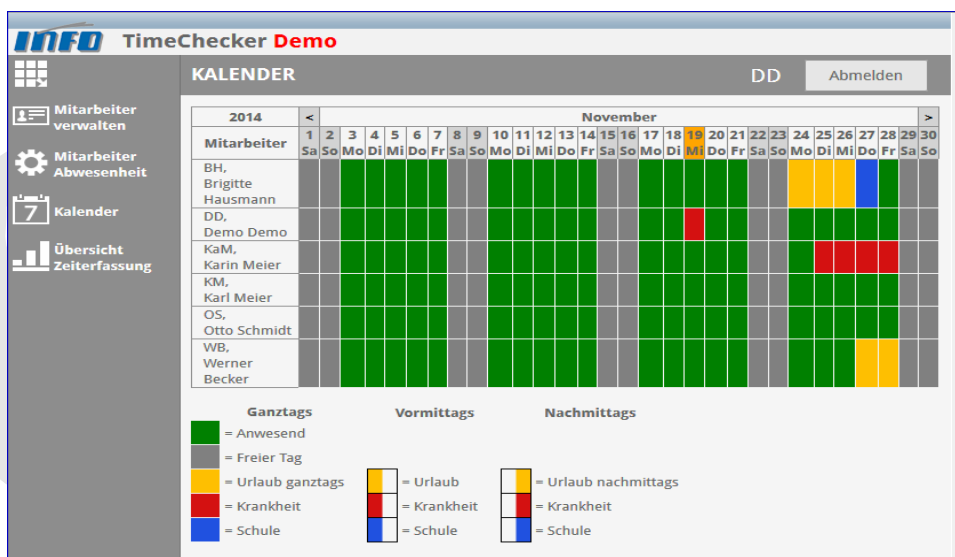 INFO TimeChecker Demo
KALENDER DD Abmelden
Mitarbeiter
verwalten
Mitarbeiter
Abwesenheit
7 Kalender
Übersicht
Zeiterfassung
2014 < November >
Mitarbeiter 1 2 3 4 5 6 7 8 9 10 11 12 13 14 15 16 17 18 19 20 21 22 23 24 25 26 27 28 29 30
Sa So Mo Di Mi Do Fr Sa So Mo Di Mi Do Fr Sa So Mo Di Mi Do Fr Sa So Mo Di Mi Do Fr Sa So
BH,
Brigitte
Hausmann
DD,
Demo Demo
KaM,
Karin Meier
KM,
Karl Meier
OS,
Otto Schmidt
WB,
Werner
Becker
Ganztags Vormittags Nachmittags
= Anwesend
= Freier Tag
= Urlaub ganztags = Urlaub = Urlaub nachmittags
= Krankheit = Krankheit = Krankheit
= Schule = Schule = Schule